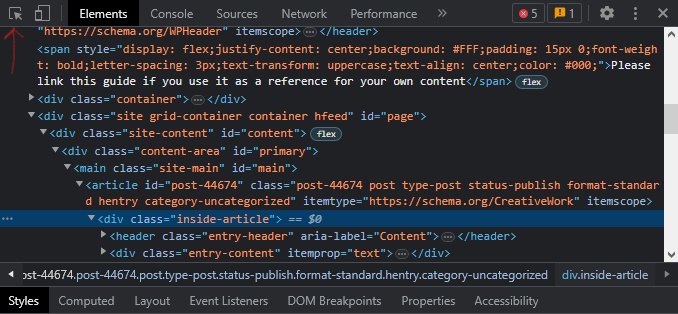 Elements Console Sources » 5 1
"https://schema.org/WPHeader" itemscope>…</header>
<span style="display: flex;justify-content: center;background: #FFF;padding: 15px 0;font-weigh
t: bold;letter-spacing: 3px;text-transform: uppercase;text-align: center;color: #000;">Please
link this guide if you use it as a reference for your own content</span> flex
<div class="container">…</div>
<div class="site grid-container container hfeed" id="page">
<div class="site-content" id="content"> flex
<div class="content-area" id="primary">
<main class="site-main" id="main">
<article id="post-44674" class="post-44674 post type-post status-publish format-standar
d hentry category-uncategorized" itemtype="https://schema.org/CreativeWork" itemscope>
… <div class="inside-article"> == $0
<header class="entry-header" aria-label="Content">…</header>
<div class="entry-content" itemprop="text">…</div>
ost-44674.post-44674.post.type-post.status-publish.format-standard.hentry.category-uncategorized div.inside-article
Styles Computed Layout Event Listeners DOM Breakpoints Properties Accessibility